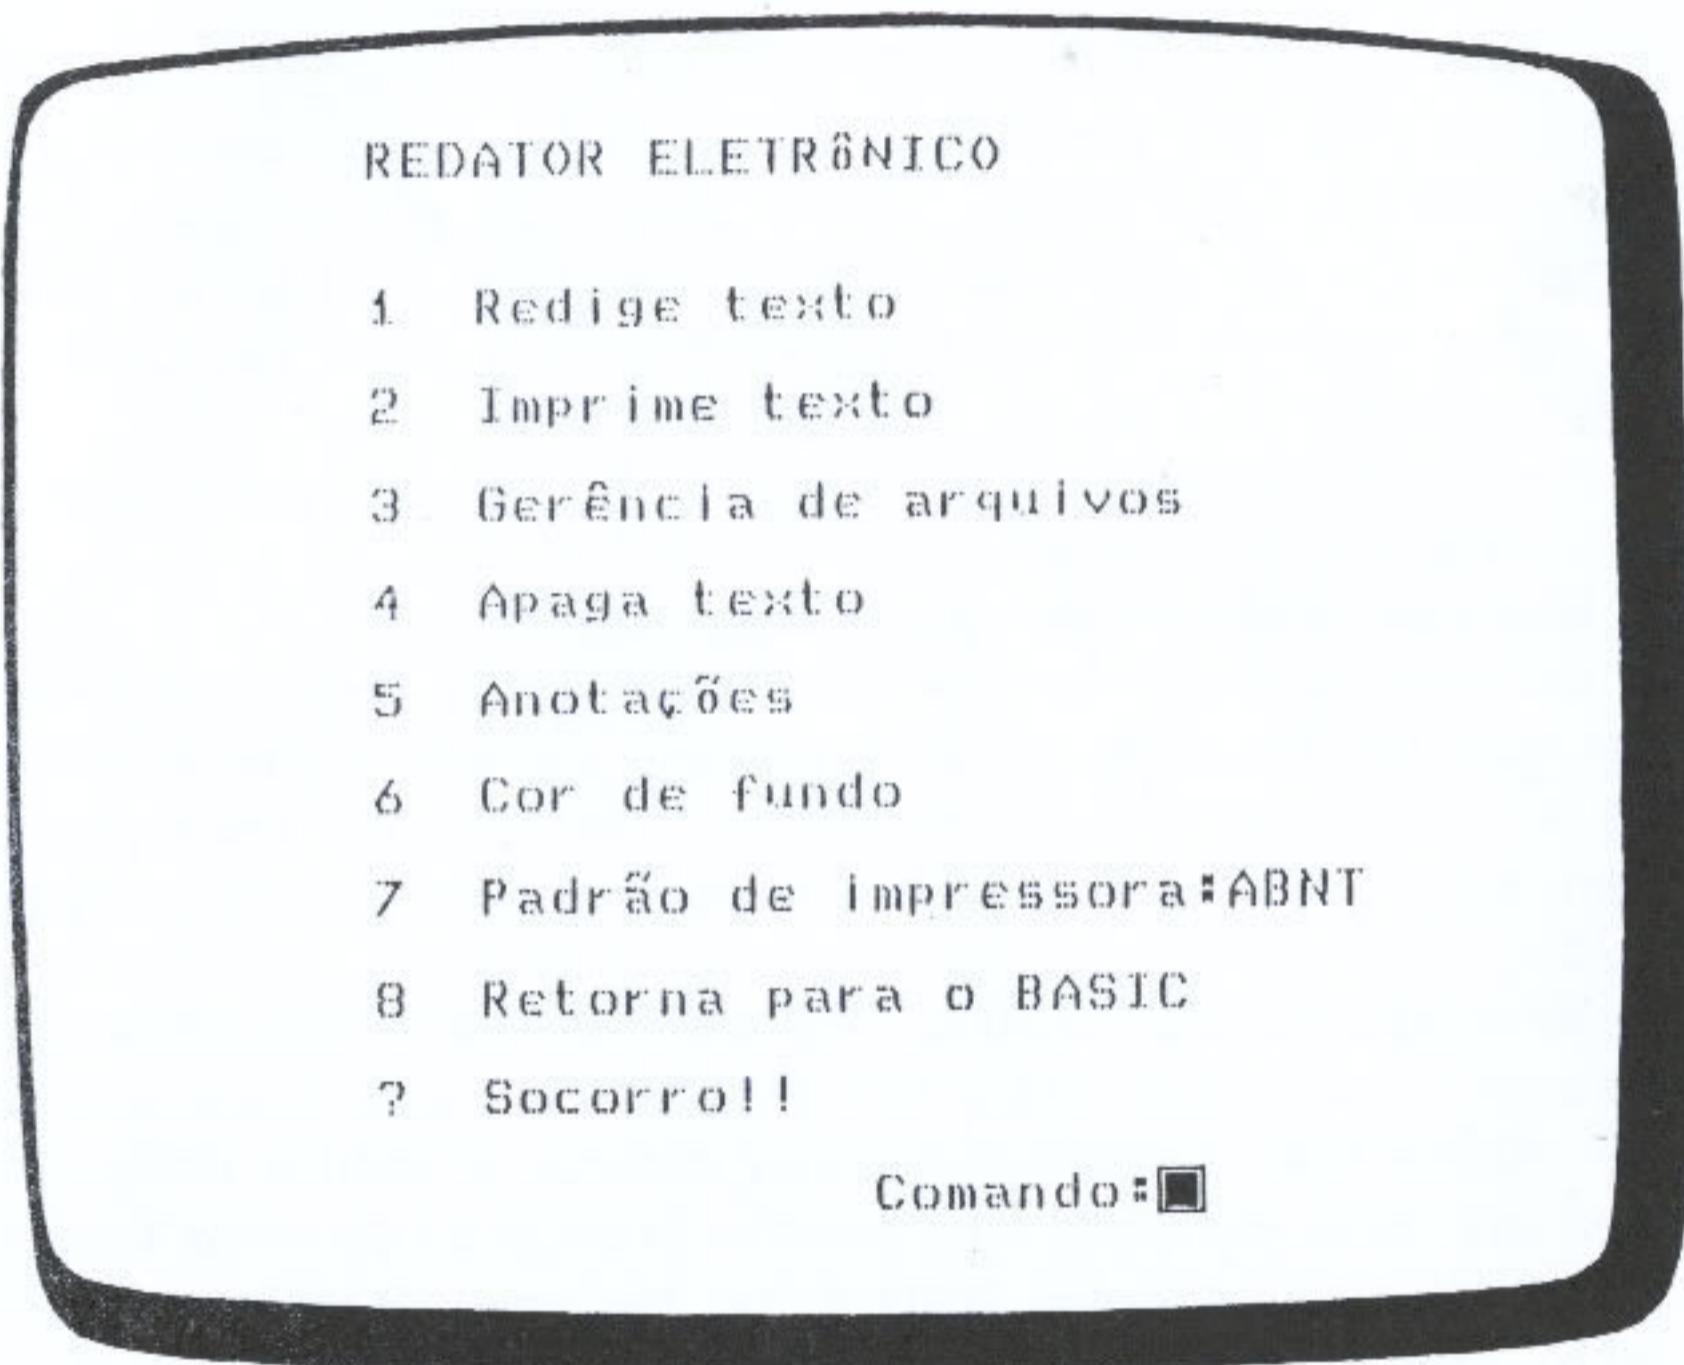 REDATOR ELETRôNICO
1 Redige texto
2 Imprime texto
3 Gerência de arquivos
4 Apaga texto
5 Anotações
6 Cor de fundo
7 Padrão de impressora:ABNT
8 Retorna para o BASIC
? Socorro!!
Comando: